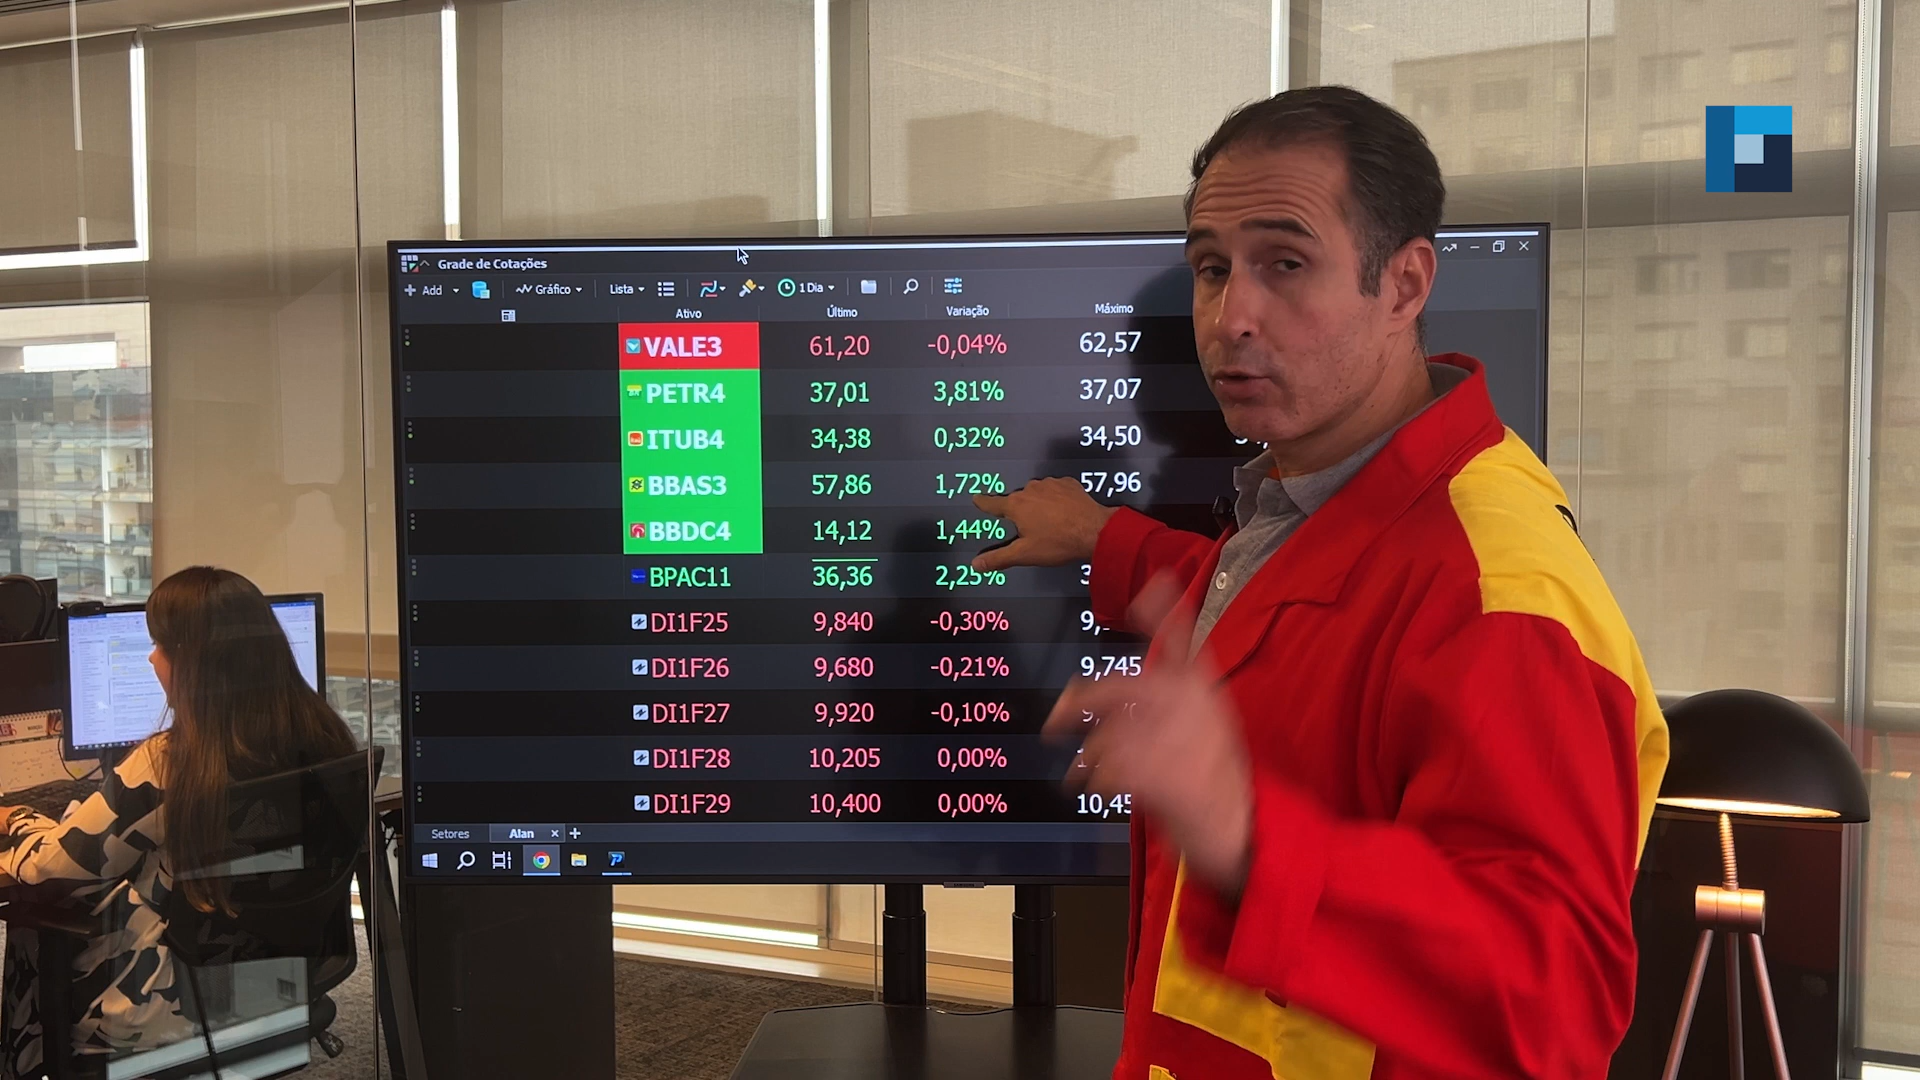 Grade de Cotações
Add Gráfico Lista 1 Dia
Ativo Último Variação Máximo
VALE3 61,20 -0,04% 62,57
PETR4 37,01 3,81% 37,07
ITUB4 34,38 0,32% 34,50
BBAS3 57,86 1,72% 57,96
BBDC4 14,12 1,44%
BPAC11 36,36 2,25%
DI1F25 9,840 -0,30%
DI1F26 9,680 -0,21% 9,745
DI1F27 9,920 -0,10%
DI1F28 10,205 0,00%
DI1F29 10,400 0,00% 10,45
Setores Alan